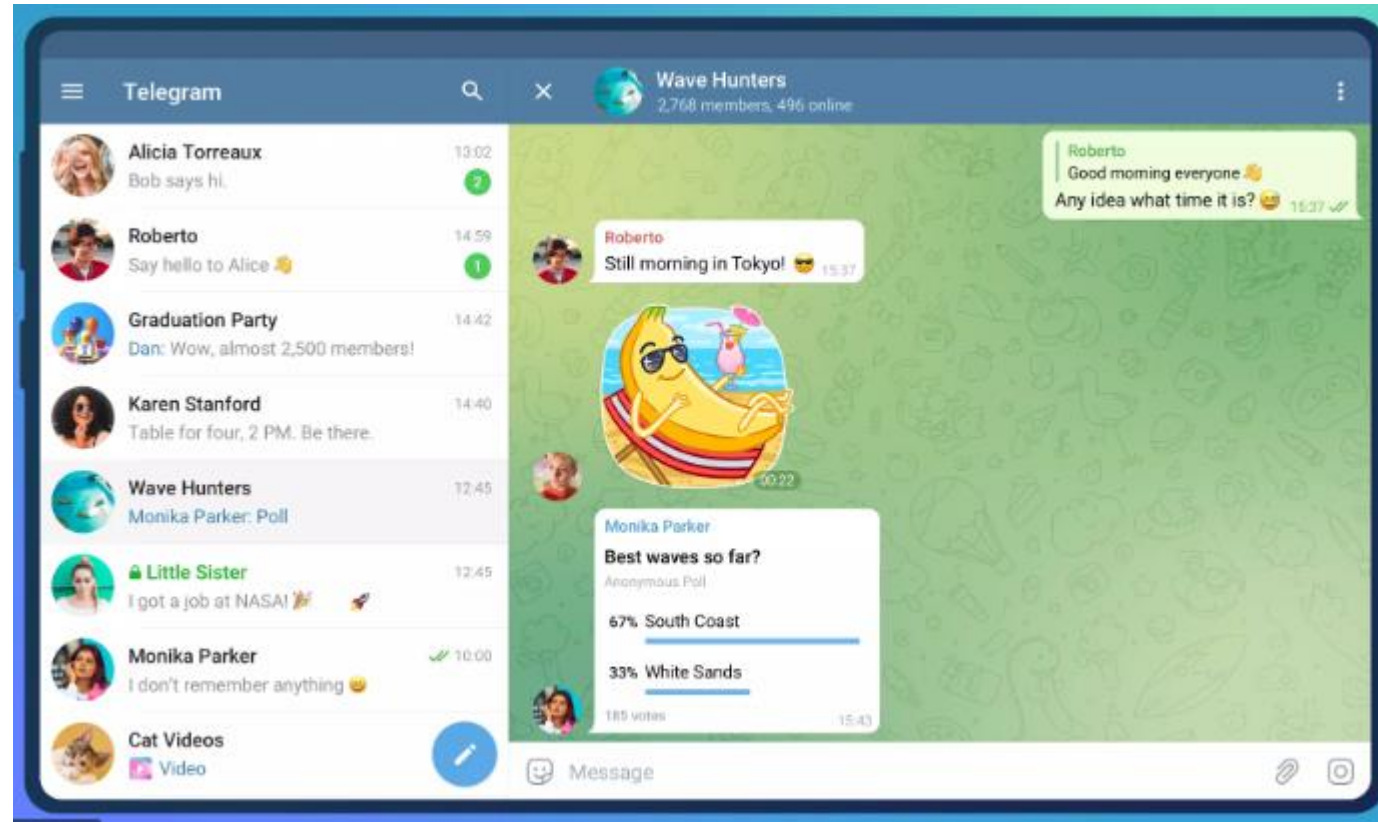 Telegram
Alicia Torreaux 13:02
Bob says hi. 2
Roberto 14:59
Say hello to Alice 👋 1
Graduation Party 14:42
Dan: Wow, almost 2,500 members!
Karen Stanford 14:40
Table for four, 2 PM. Be there.
Wave Hunters 12:45
Monika Parker: Poll
Little Sister 12:45
I got a job at NASA! 🎉 🚀
Monika Parker 10:00
I don't remember anything 😄
Cat Videos
Video
Wave Hunters
2,768 members, 496 online
Roberto
Good morning everyone 👋
Any idea what time it is? 😅 15:37
Roberto
Still morning in Tokyo! 😎 15:37
00:22
Monika Parker
Best waves so far?
Anonymous Poll
67% South Coast
33% White Sands
185 votes 15:43
Message